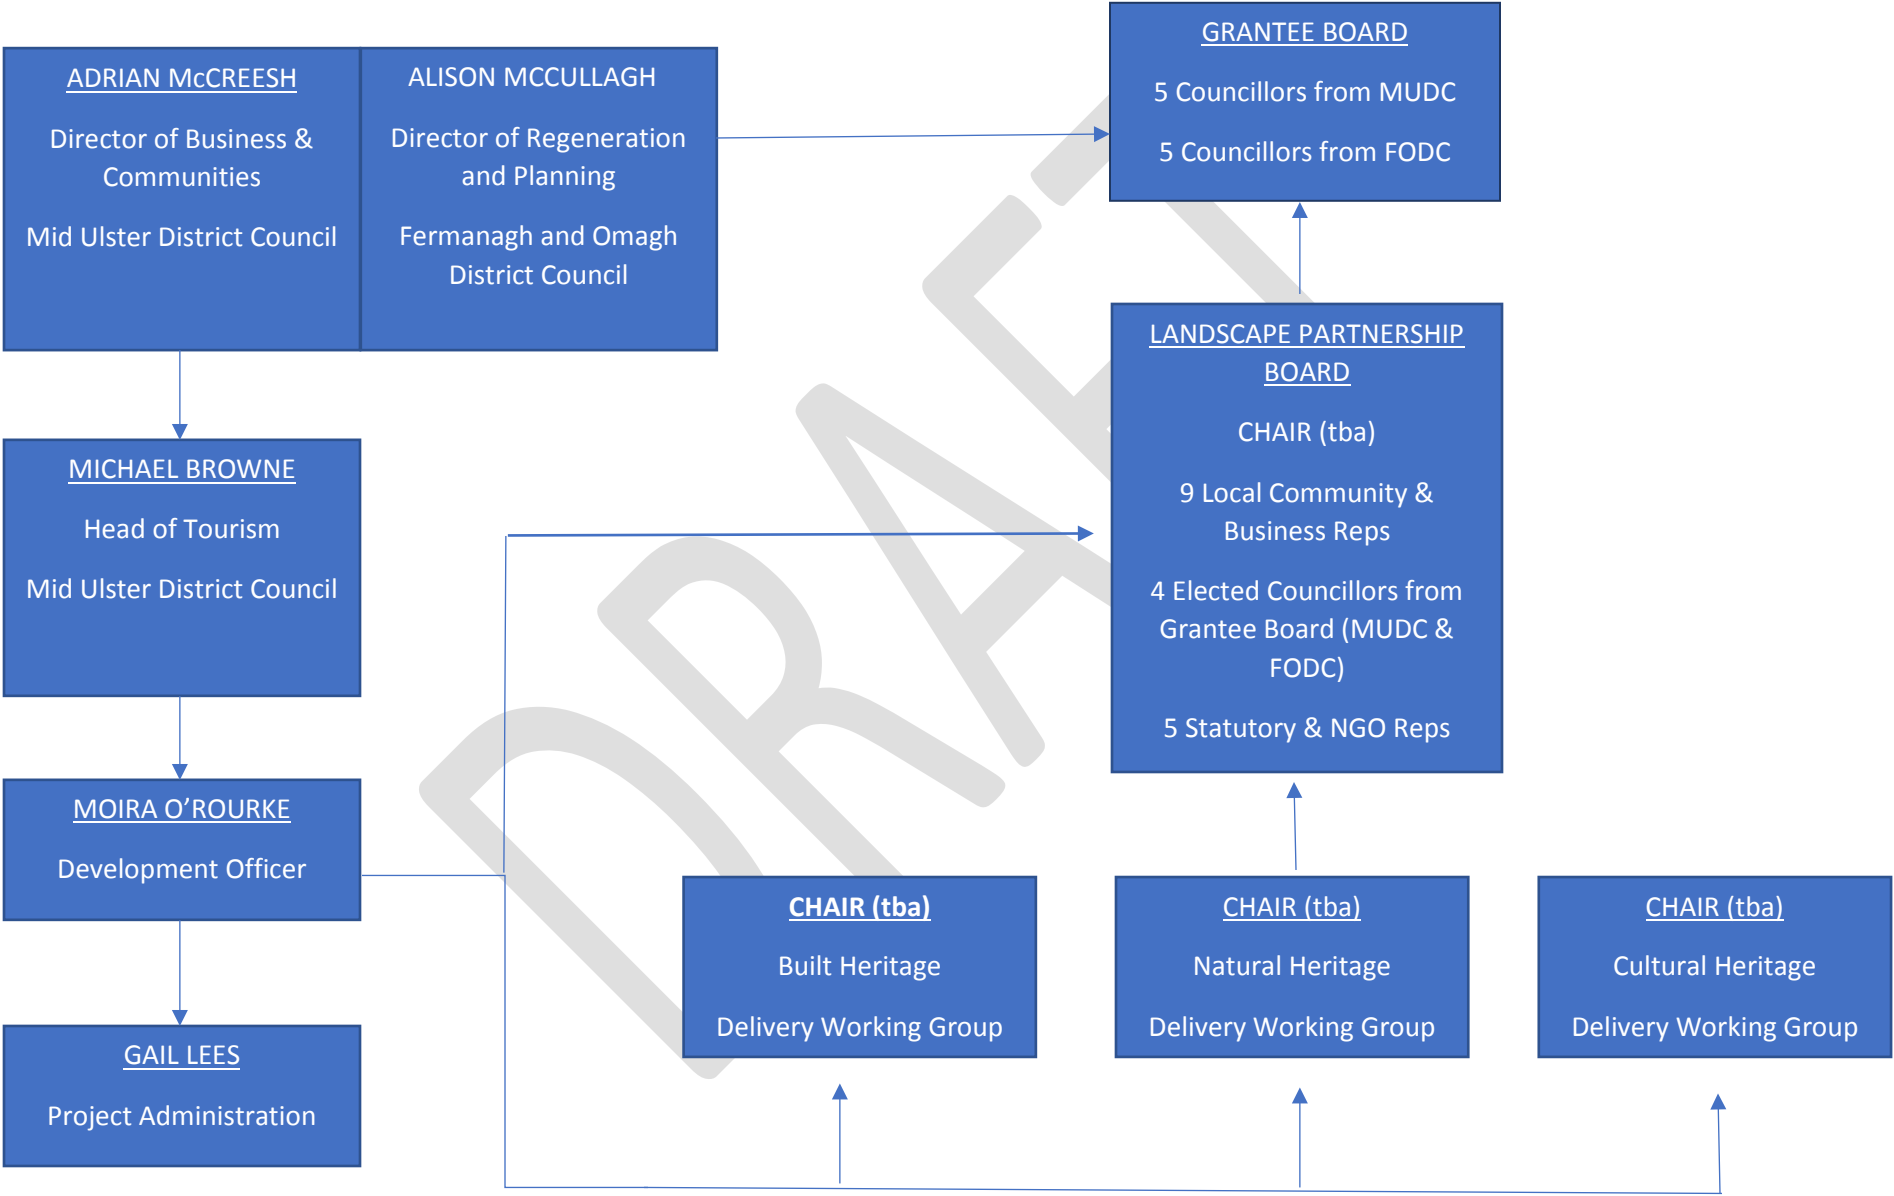 ADRIAN McCREESH
Director of Business &
Communities
Mid Ulster District Council
ALISON MCCULLAGH
Director of Regeneration
and Planning
Fermanagh and Omagh
District Council
GRANTEE BOARD
5 Councillors from MUDC
5 Councillors from FODC
MICHAEL BROWNE
Head of Tourism
Mid Ulster District Council
LANDSCAPE PARTNERSHIP
BOARD
CHAIR (tba)
9 Local Community &
Business Reps
4 Elected Councillors from
Grantee Board (MUDC &
FODC)
5 Statutory & NGO Reps
MOIRA O’ROURKE
Development Officer
GAIL LEES
Project Administration
CHAIR (tba)
Built Heritage
Delivery Working Group
CHAIR (tba)
Natural Heritage
Delivery Working Group
CHAIR (tba)
Cultural Heritage
Delivery Working Group
DRAFT